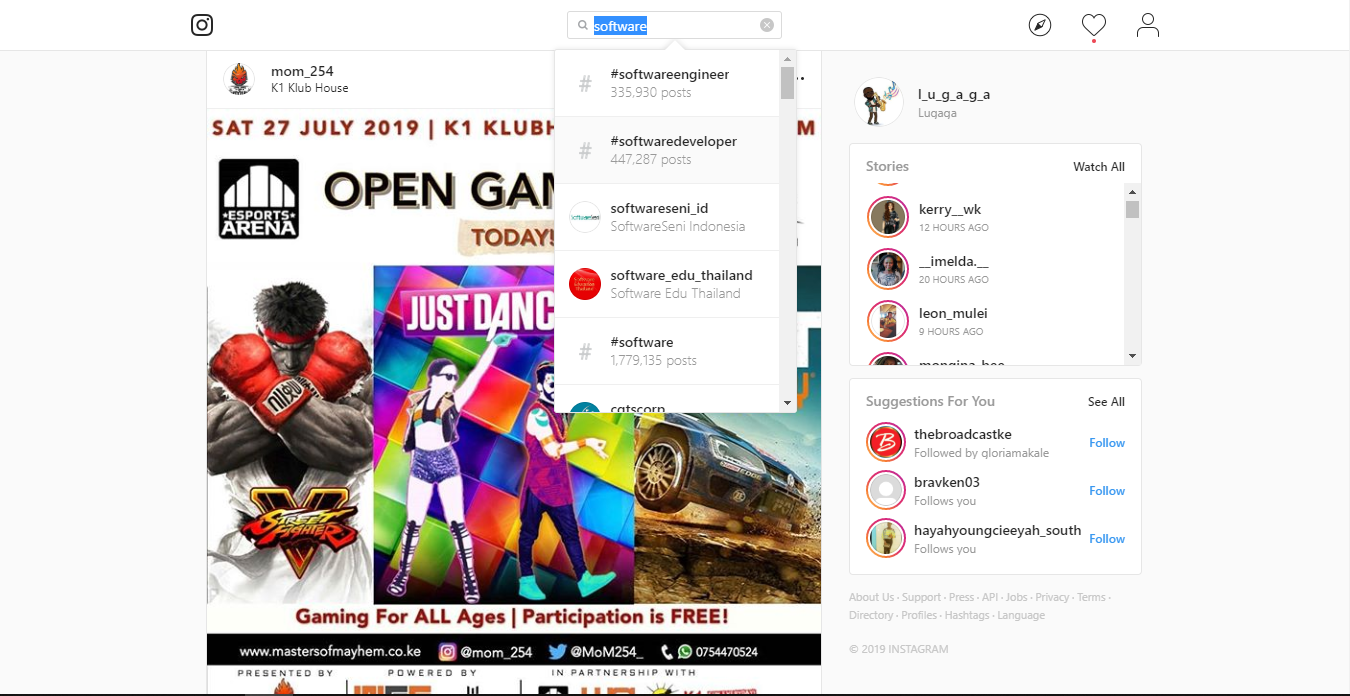 software
mom_254
K1 Klub House
#softwareengineer
335,930 posts
#softwaredeveloper
447,287 posts
softwareseni_id
SoftwareSeni Indonesia
software_edu_thailand
Software Edu Thailand
#software
1,779,135 posts
cgtscorp
SAT 27 JULY 2019 | K1 KLUBH
M
ESPORTS
ARENA
OPEN GAM
TODAY!
JUST DANC
STREET
FIGHTER
V
Gaming For ALL Ages | Participation is FREE!
www.mastersofmayhem.co.ke @mom_254 @MoM254_ 0754470524
PRESENTED BY POWERED BY IN PARTNERSHIP WITH
l_u_g_a_g_a
Lugaga
Stories Watch All
kerry__wk
12 HOURS AGO
__imelda.__
20 HOURS AGO
leon_mulei
9 HOURS AGO
Suggestions For You See All
thebroadcastke
Followed by gloriamakale
Follow
bravken03
Follows you
Follow
hayahyoungcieeyah_south
Follows you
Follow
About Us · Support · Press · API · Jobs · Privacy · Terms ·
Directory · Profiles · Hashtags · Language
© 2019 INSTAGRAM